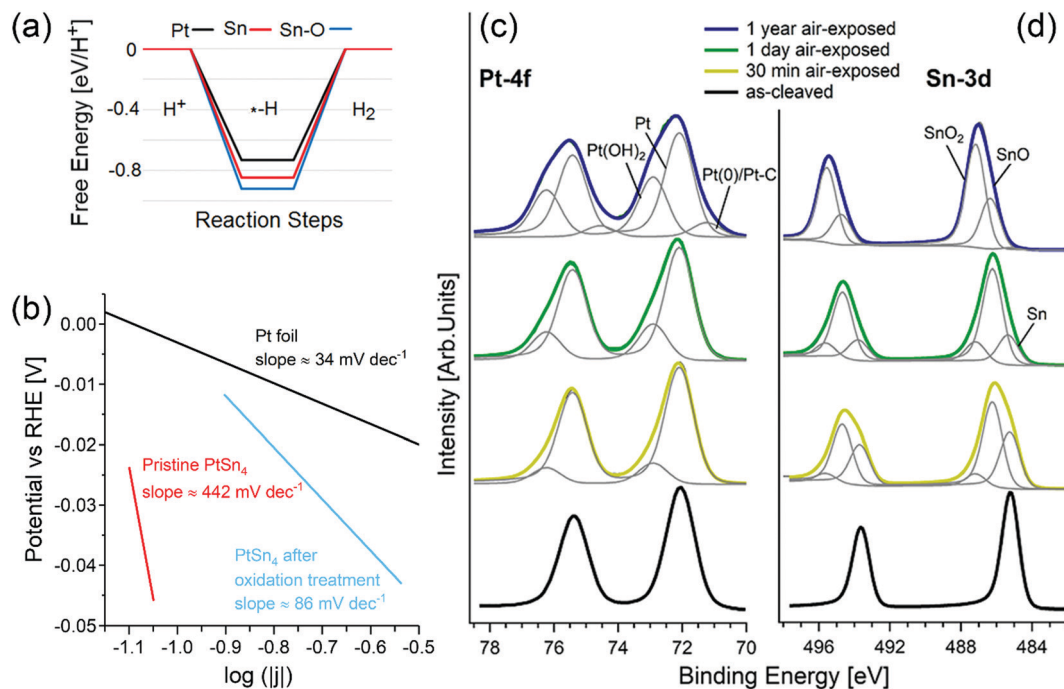 (a)
Pt Sn Sn-O
Free Energy [eV/H⁺]
0
-0.4
-0.8
H⁺ *-H H₂
Reaction Steps
(b)
Potential vs RHE [V]
0.00
-0.01
-0.02
-0.03
-0.04
-0.05
Pt foil
slope ≈ 34 mV dec⁻¹
Pristine PtSn₄
slope ≈ 442 mV dec⁻¹
PtSn₄ after
oxidation treatment
slope ≈ 86 mV dec⁻¹
-1.1 -1.0 -0.9 -0.8 -0.7 -0.6 -0.5
log (|j|)
(c)
1 year air-exposed
1 day air-exposed
30 min air-exposed
as-cleaved
Pt-4f
Pt
Pt(OH)₂
Pt(0)/Pt-C
Intensity [Arb.Units]
78 76 74 72 70
(d)
Sn-3d
SnO₂
SnO
Sn
496 492 488 484
Binding Energy [eV]